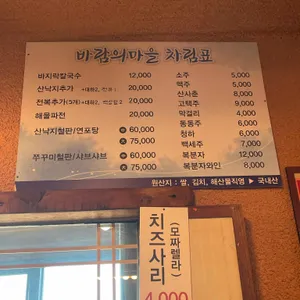 바람의마을 차림표
바지락칼국수 12,000
산낙지추가 20,000
전복추가(5개) 20,000
해물파전 20,000
산낙지철판/연포탕 60,000
75,000
쭈꾸미철판/샤브샤브 60,000
75,000
소주 5,000
맥주 5,000
산사춘 8,000
고택주 9,000
막걸리 4,000
동동주 6,000
청하 6,000
백세주 7,000
복분자 12,000
복분자와인 8,000
원산지 : 쌀, 김치, 해산물직영 ▶ 국내산
치즈사리
(모짜렐라)
4,000